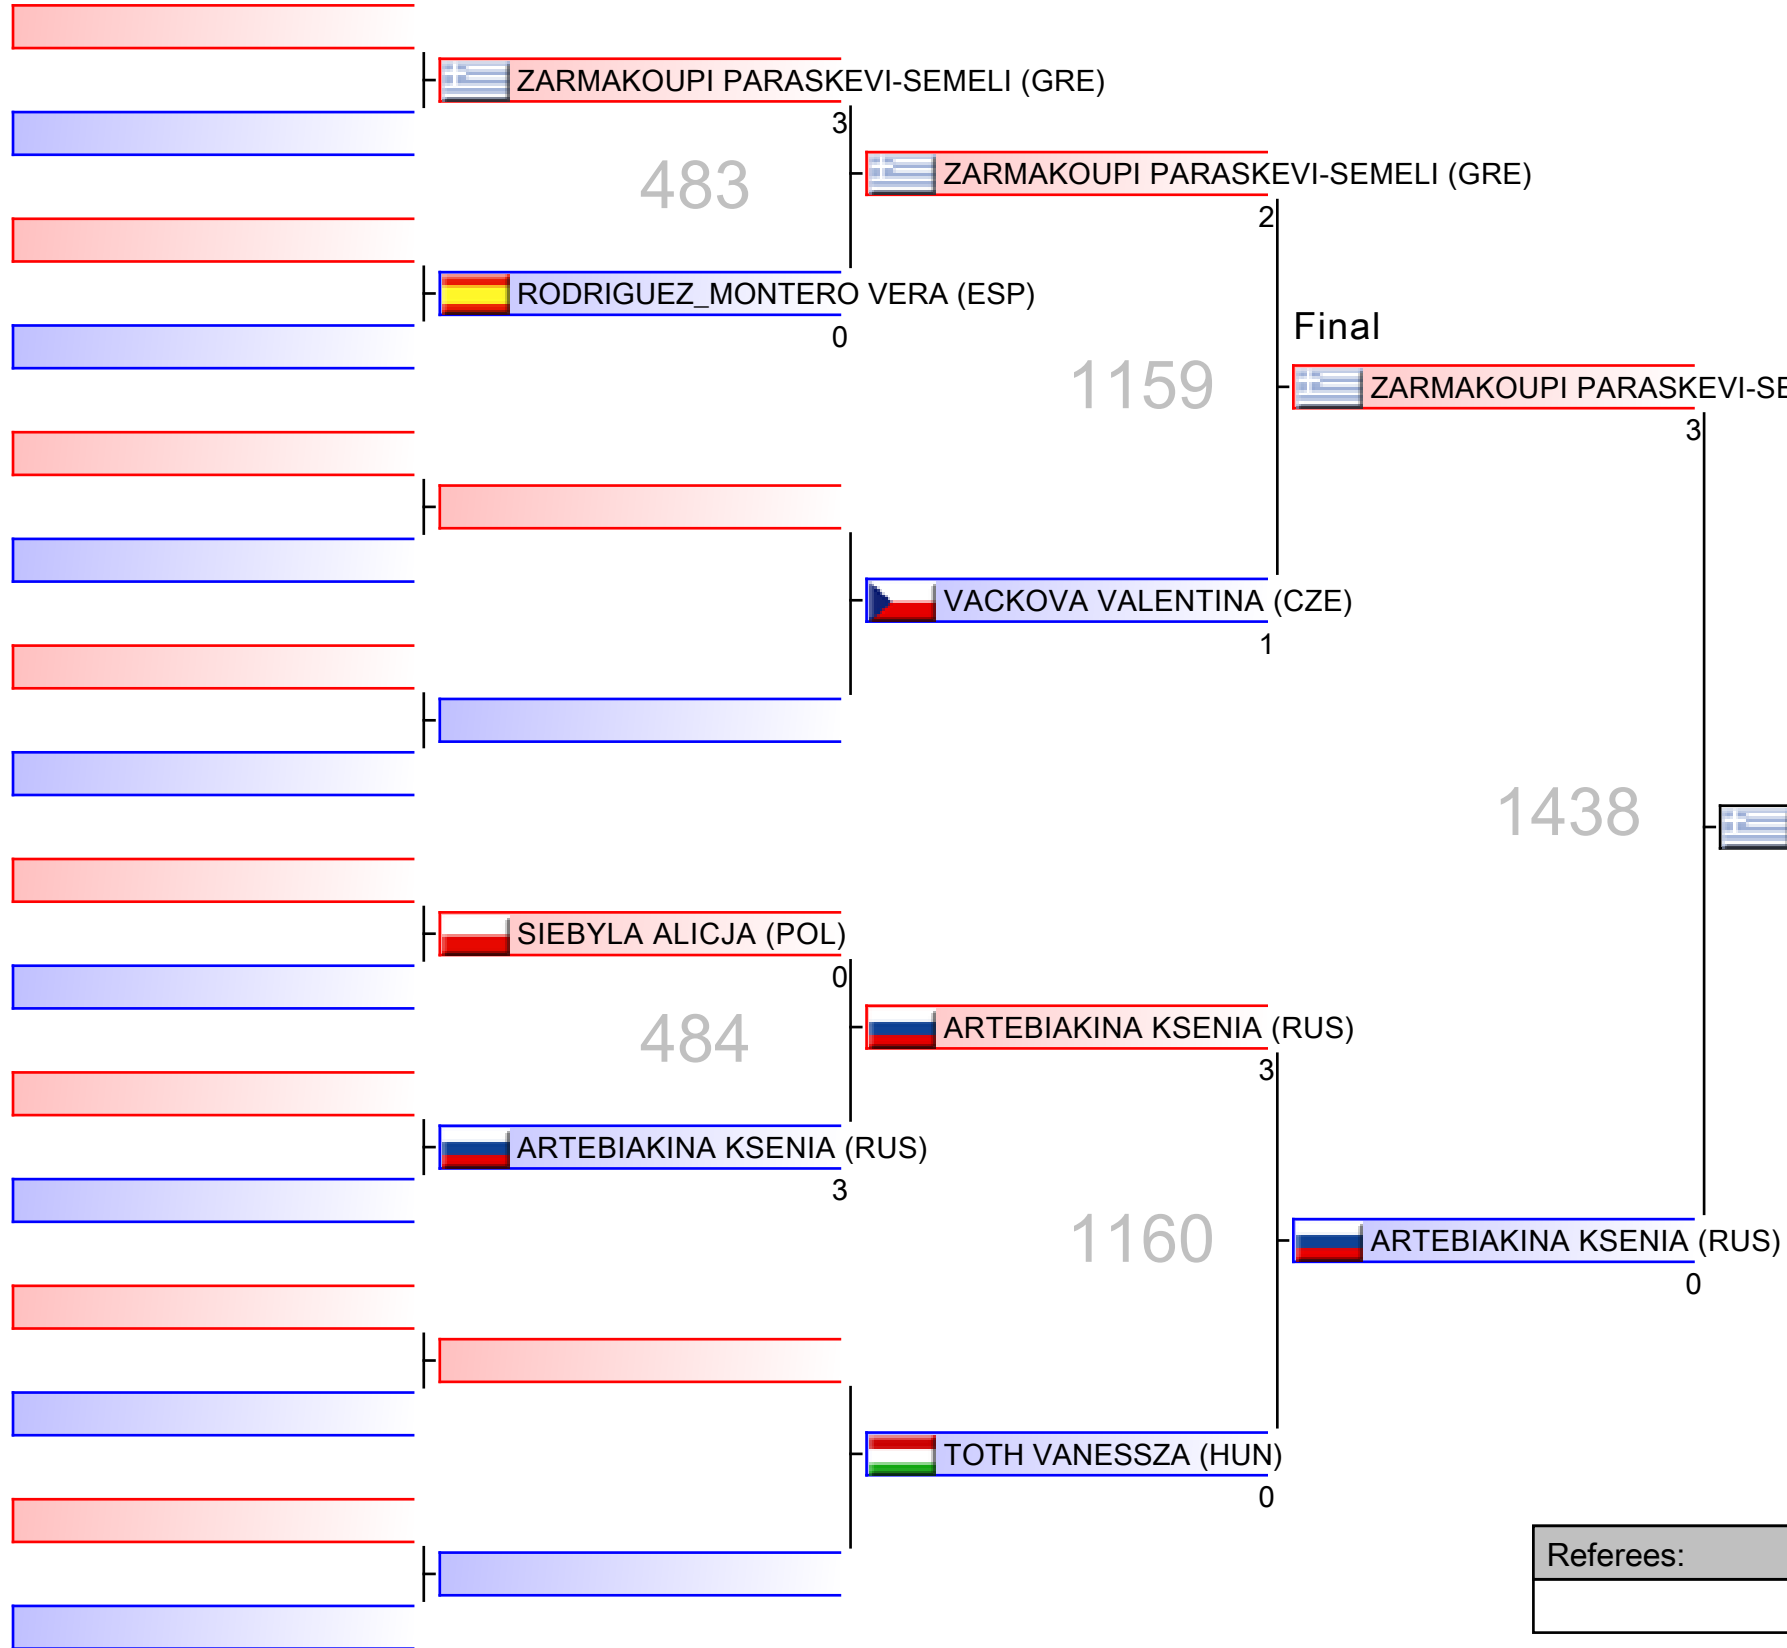 ZARMAKOUPI PARASKEVI-SEMELI (GRE)
3
483
RODRIGUEZ_MONTERO VERA (ESP)
0
ZARMAKOUPI PARASKEVI-SEMELI (GRE)
2
1159
VACKOVA VALENTINA (CZE)
1
Final
ZARMAKOUPI PARASKEVI-SE
3
1438
SIEBYLA ALICJA (POL)
0
484
ARTEBIAKINA KSENIA (RUS)
3
ARTEBIAKINA KSENIA (RUS)
3
1160
TOTH VANESSZA (HUN)
0
ARTEBIAKINA KSENIA (RUS)
0
Referees: